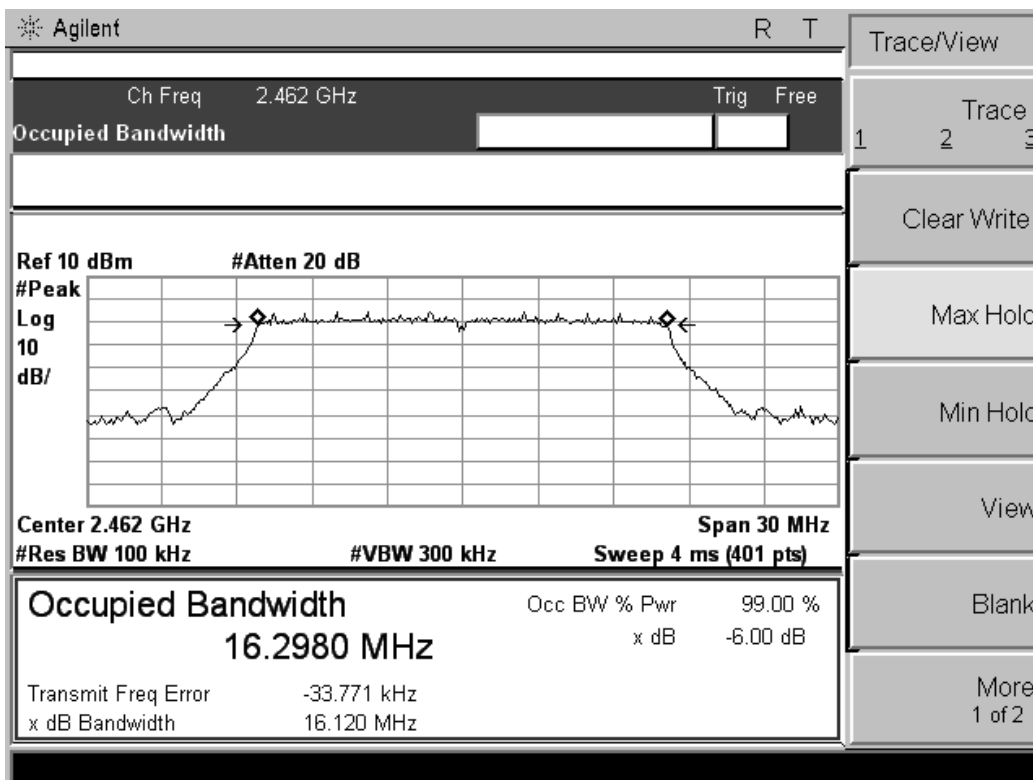 Agilent R T
Ch Freq 2.462 GHz Trig Free
Occupied Bandwidth
Ref 10 dBm #Atten 20 dB
#Peak
Log
10
dB/
Center 2.462 GHz Span 30 MHz
#Res BW 100 kHz #VBW 300 kHz Sweep 4 ms (401 pts)
Occupied Bandwidth
16.2980 MHz
Occ BW % Pwr 99.00 %
x dB -6.00 dB
Transmit Freq Error -33.771 kHz
x dB Bandwidth 16.120 MHz
Trace/View
Trace
1 2 3
Clear Write
Max Hold
Min Hold
View
Blank
More
1 of 2